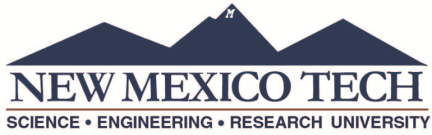 M
NEW MEXICO TECH
SCIENCE • ENGINEERING • RESEARCH UNIVERSITY